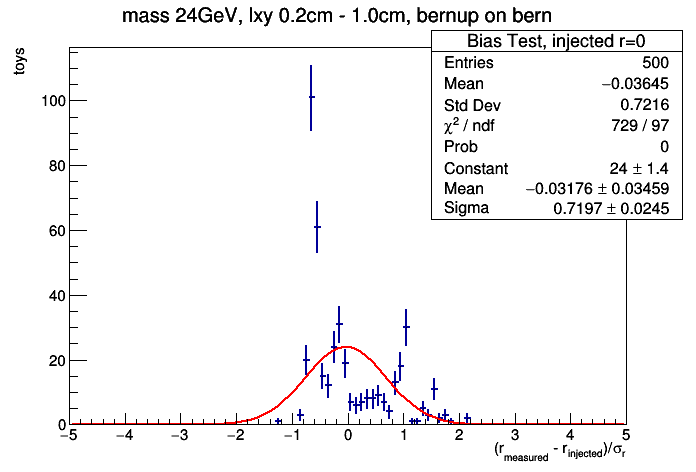 mass 24GeV, lxy 0.2cm - 1.0cm, bernup on bern
Bias Test, injected r=0
Entries 500
Mean −0.03645
Std Dev 0.7216
χ² / ndf 729 / 97
Prob 0
Constant 24 ± 1.4
Mean −0.03176 ± 0.03459
Sigma 0.7197 ± 0.0245
toys
100
80
60
40
20
0
−5 −4 −3 −2 −1 0 1 2 3 4 5
(r_measured - r_injected)/σ_r